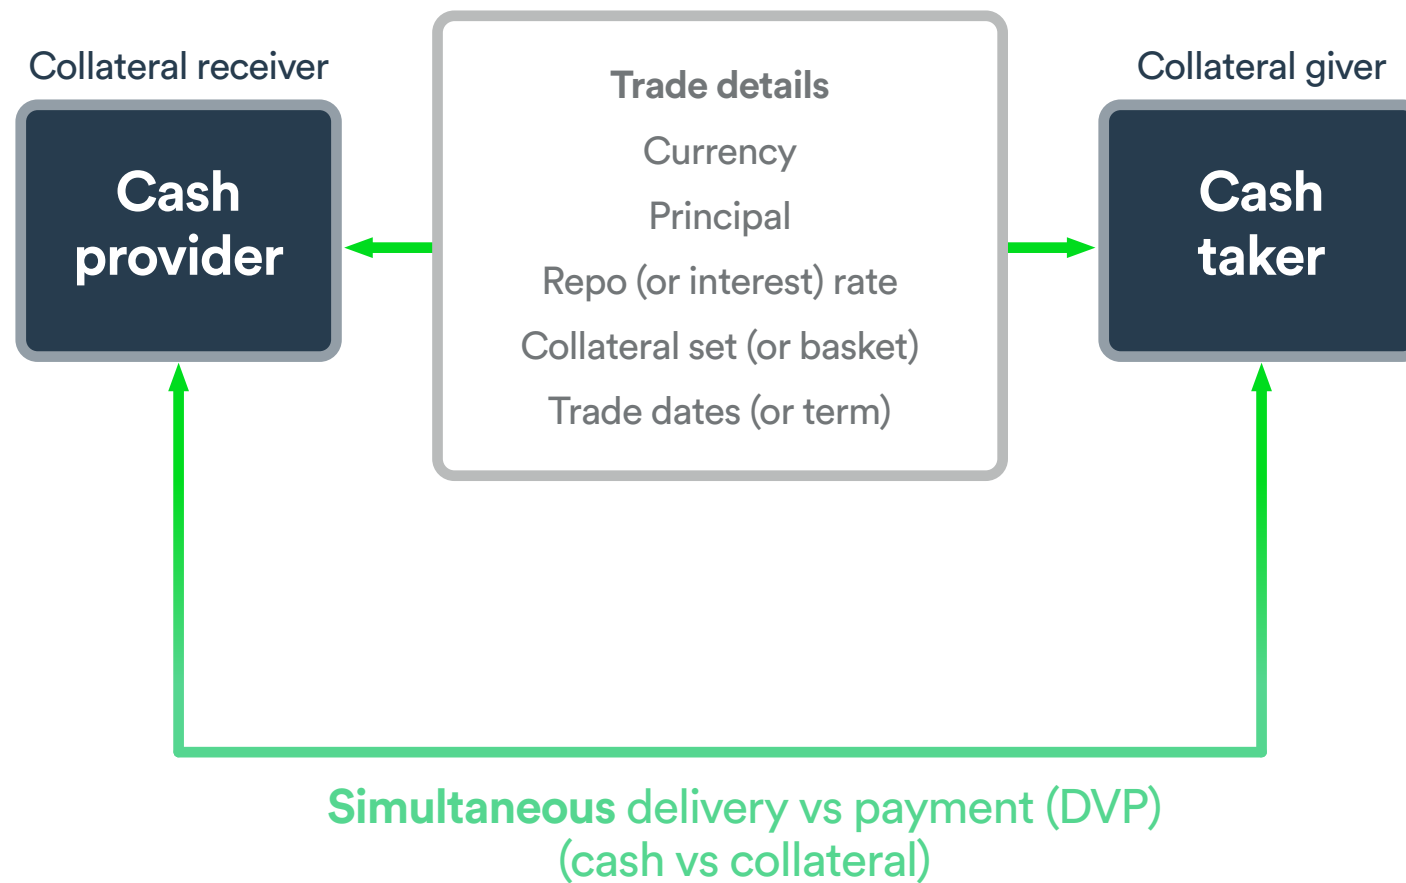 Collateral receiver
Cash
provider
Trade details
Currency
Principal
Repo (or interest) rate
Collateral set (or basket)
Trade dates (or term)
Collateral giver
Cash
taker
Simultaneous delivery vs payment (DVP)
(cash vs collateral)